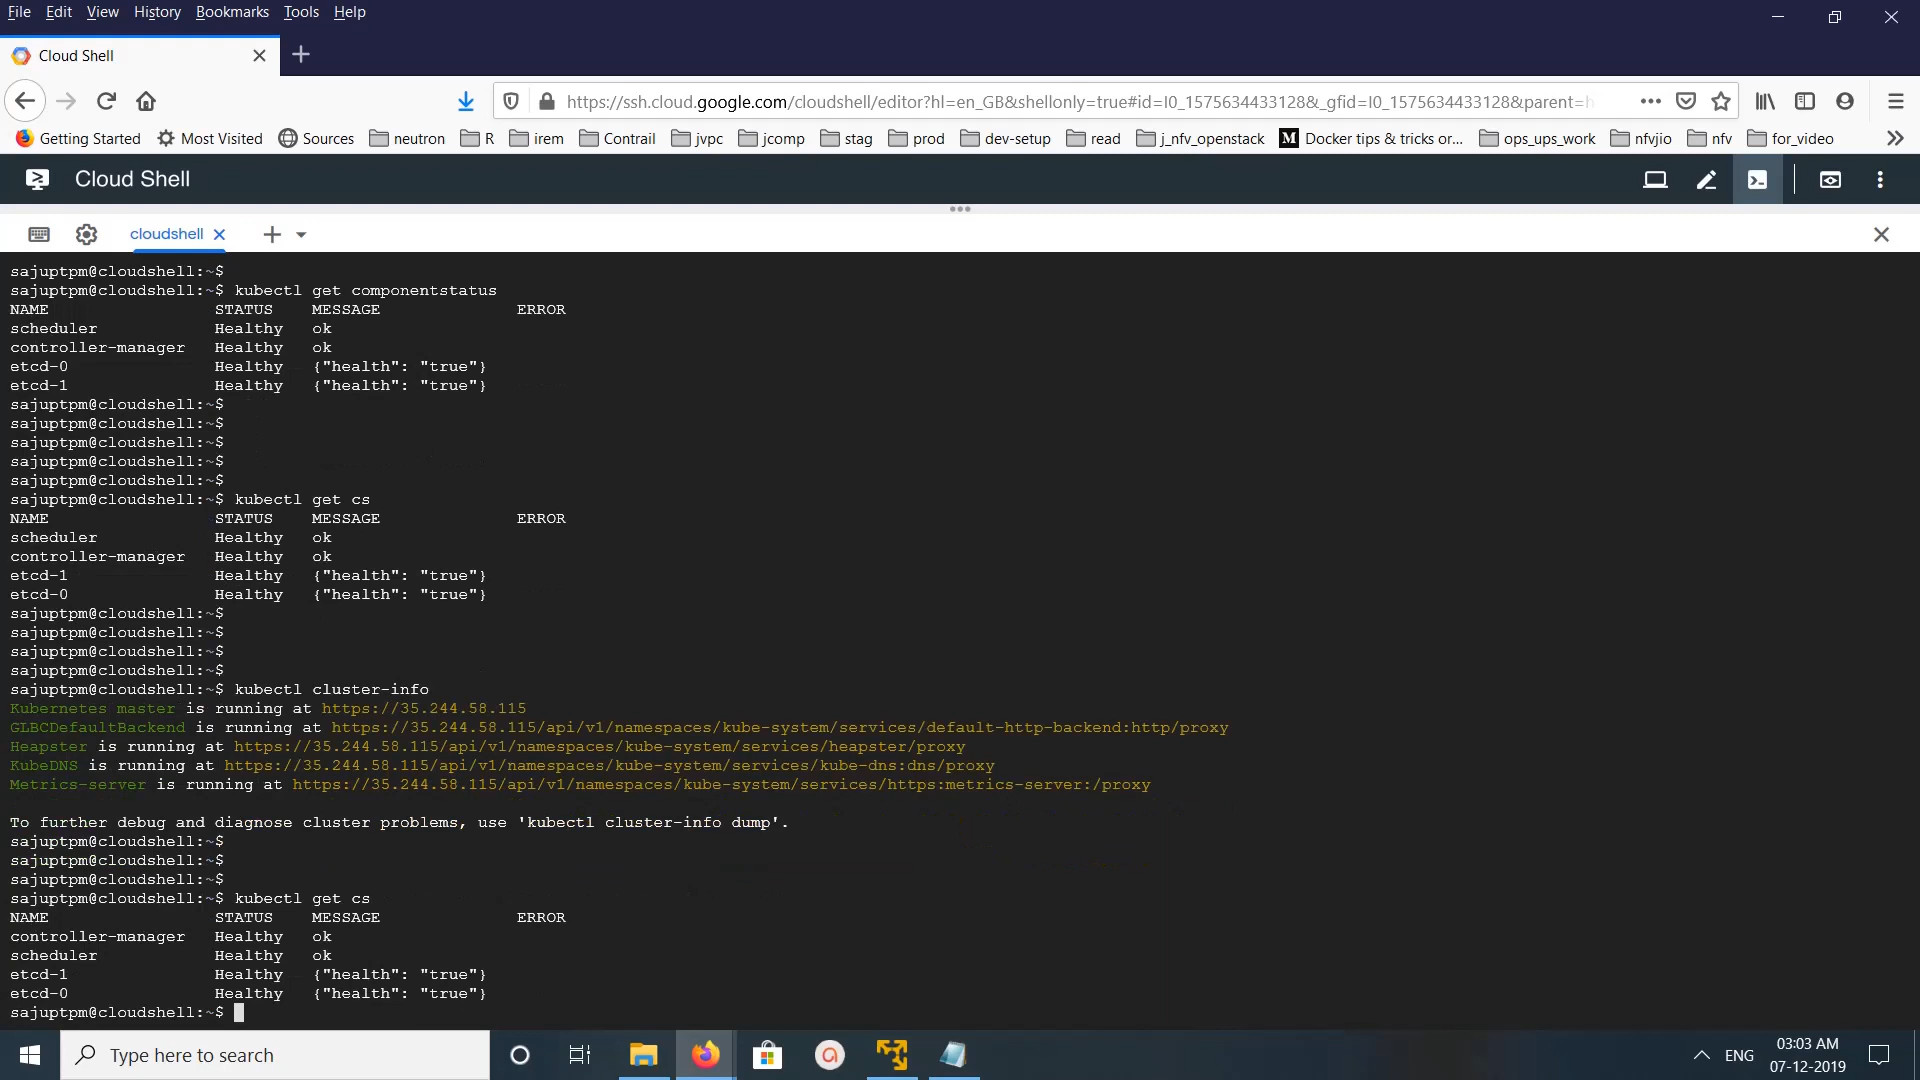 File Edit View History Bookmarks Tools Help
Cloud Shell
https://ssh.cloud.google.com/cloudshell/editor?hl=en_GB&shellonly=true#id=I0_1575634433128&_gfid=I0_1575634433128&parent=h
Getting Started Most Visited Sources neutron R irem Contrail jvpc jcomp stag prod dev-setup read j_nfv_openstack M Docker tips & tricks or... ops_ups_work nfvjio nfv for_video
Cloud Shell
cloudshell
sajuptpm@cloudshell:~$
sajuptpm@cloudshell:~$ kubectl get componentstatus
NAME STATUS MESSAGE ERROR
scheduler Healthy ok
controller-manager Healthy ok
etcd-0 Healthy {"health": "true"}
etcd-1 Healthy {"health": "true"}
sajuptpm@cloudshell:~$
sajuptpm@cloudshell:~$
sajuptpm@cloudshell:~$
sajuptpm@cloudshell:~$
sajuptpm@cloudshell:~$
sajuptpm@cloudshell:~$ kubectl get cs
NAME STATUS MESSAGE ERROR
scheduler Healthy ok
controller-manager Healthy ok
etcd-1 Healthy {"health": "true"}
etcd-0 Healthy {"health": "true"}
sajuptpm@cloudshell:~$
sajuptpm@cloudshell:~$
sajuptpm@cloudshell:~$
sajuptpm@cloudshell:~$
sajuptpm@cloudshell:~$ kubectl cluster-info
Kubernetes master is running at https://35.244.58.115
GLBCDefaultBackend is running at https://35.244.58.115/api/v1/namespaces/kube-system/services/default-http-backend:http/proxy
Heapster is running at https://35.244.58.115/api/v1/namespaces/kube-system/services/heapster/proxy
KubeDNS is running at https://35.244.58.115/api/v1/namespaces/kube-system/services/kube-dns:dns/proxy
Metrics-server is running at https://35.244.58.115/api/v1/namespaces/kube-system/services/https:metrics-server:/proxy
To further debug and diagnose cluster problems, use 'kubectl cluster-info dump'.
sajuptpm@cloudshell:~$
sajuptpm@cloudshell:~$
sajuptpm@cloudshell:~$
sajuptpm@cloudshell:~$ kubectl get cs
NAME STATUS MESSAGE ERROR
controller-manager Healthy ok
scheduler Healthy ok
etcd-1 Healthy {"health": "true"}
etcd-0 Healthy {"health": "true"}
sajuptpm@cloudshell:~$
Type here to search
ENG
03:03 AM
07-12-2019